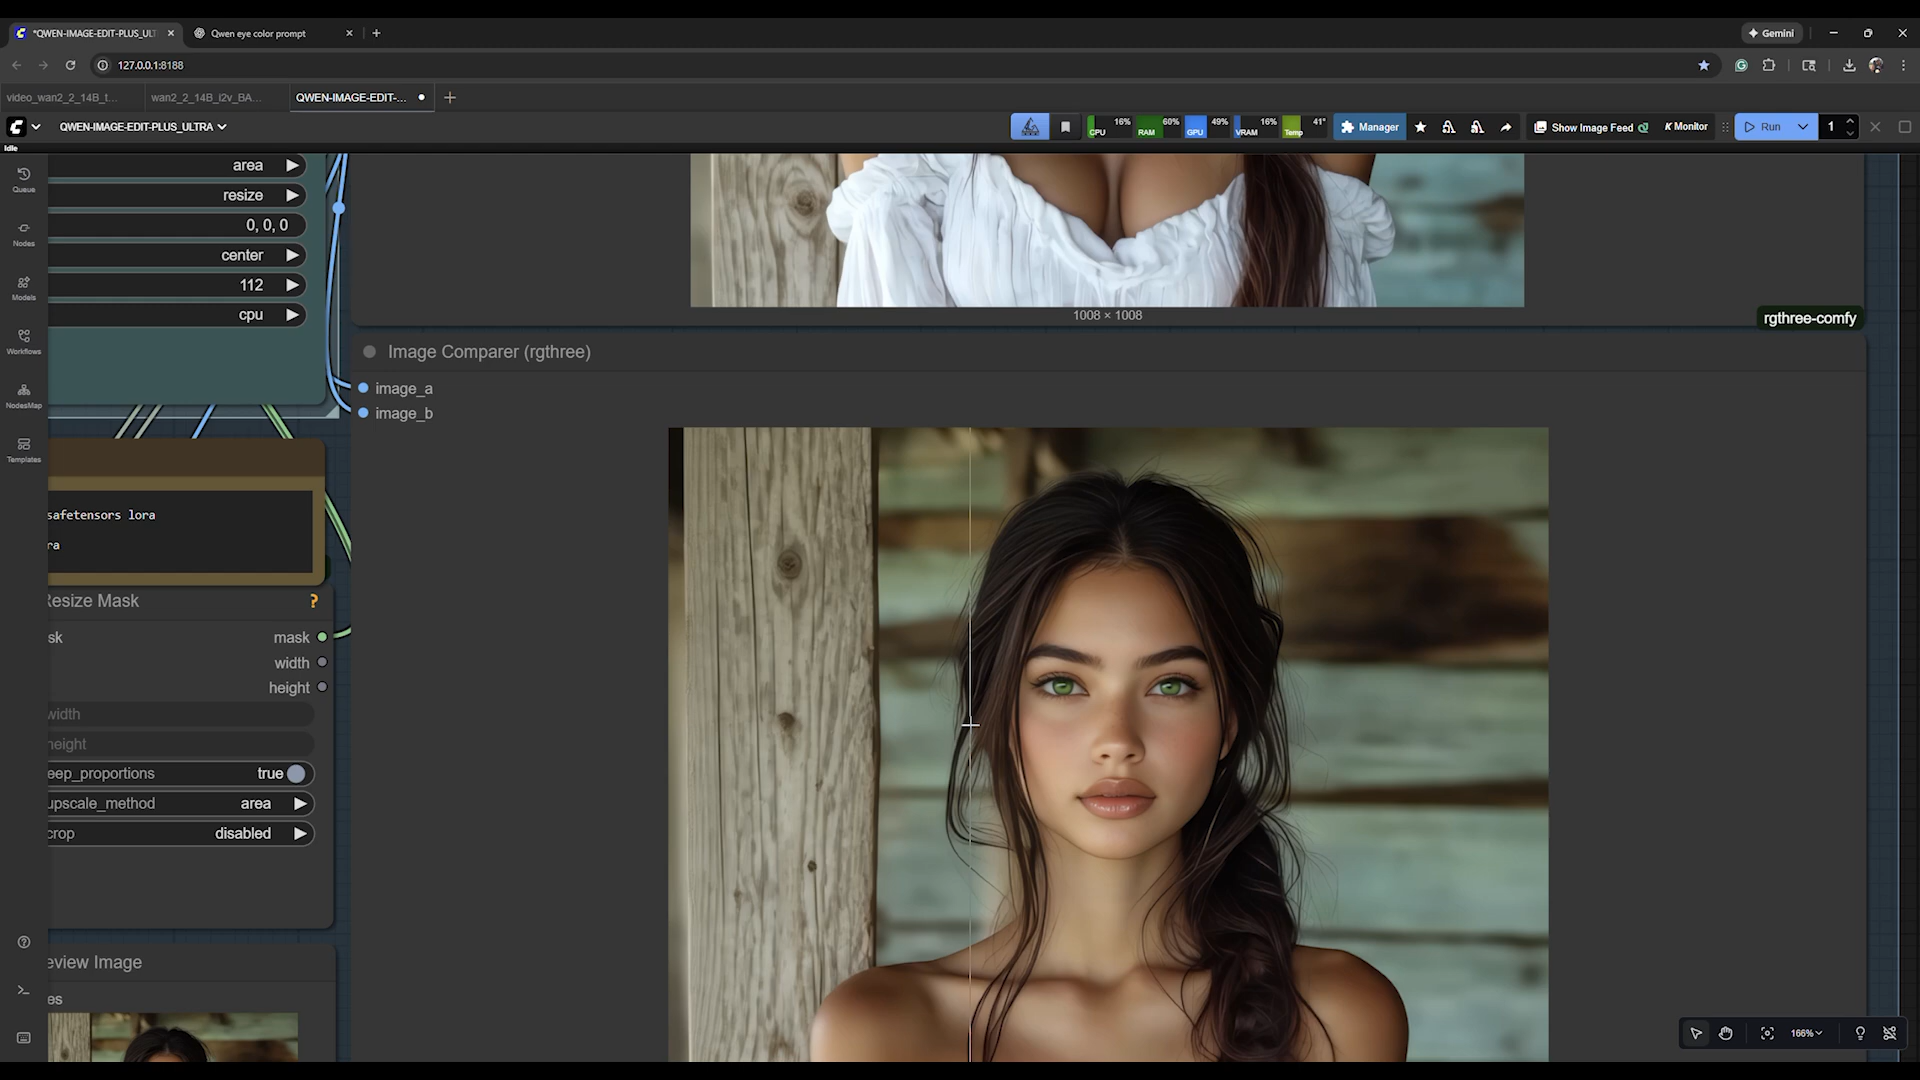 *QWEN-IMAGE-EDIT-PLUS_ULT
Qwen eye color prompt
Gemini
127.0.0.1:8188
video_wan2_2_14B_t...
wan2_2_14B_I2v_BA...
QWEN-IMAGE-EDIT-...
QWEN-IMAGE-EDIT-PLUS_ULTRA
CPU 16%
RAM 60%
GPU 49%
VRAM 16%
Temp 41°
Manager
Show Image Feed
K Monitor
Run
1
Idle
Queue
Nodes
Models
Workflows
NodesMap
Templates
area
resize
0, 0, 0
center
112
cpu
1008 × 1008
rgthree-comfy
Image Comparer (rgthree)
image_a
image_b
safetensors lora
ra
Resize Mask
?
sk
mask
width
height
width
height
eep_proportions true
upscale_method area
crop disabled
eview Image
es
166%